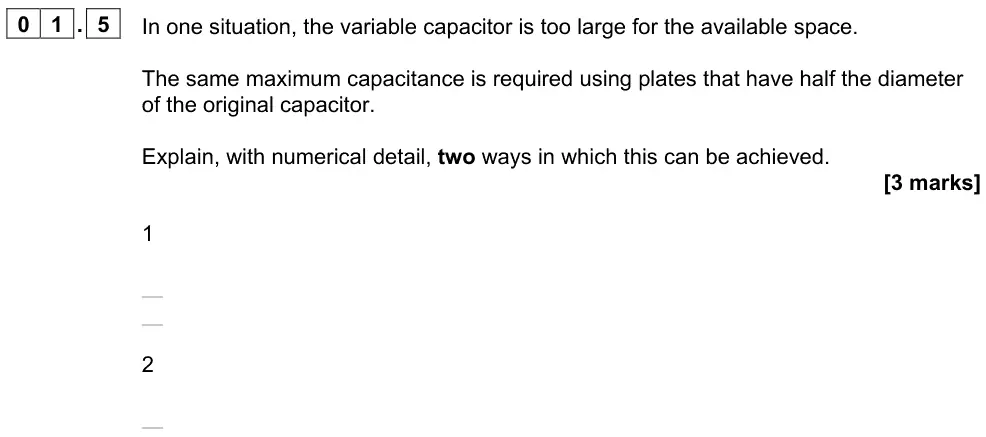 01.5 In one situation, the variable capacitor is too large for the available space.
The same maximum capacitance is required using plates that have half the diameter
of the original capacitor.
Explain, with numerical detail, two ways in which this can be achieved.
[3 marks]
1
2